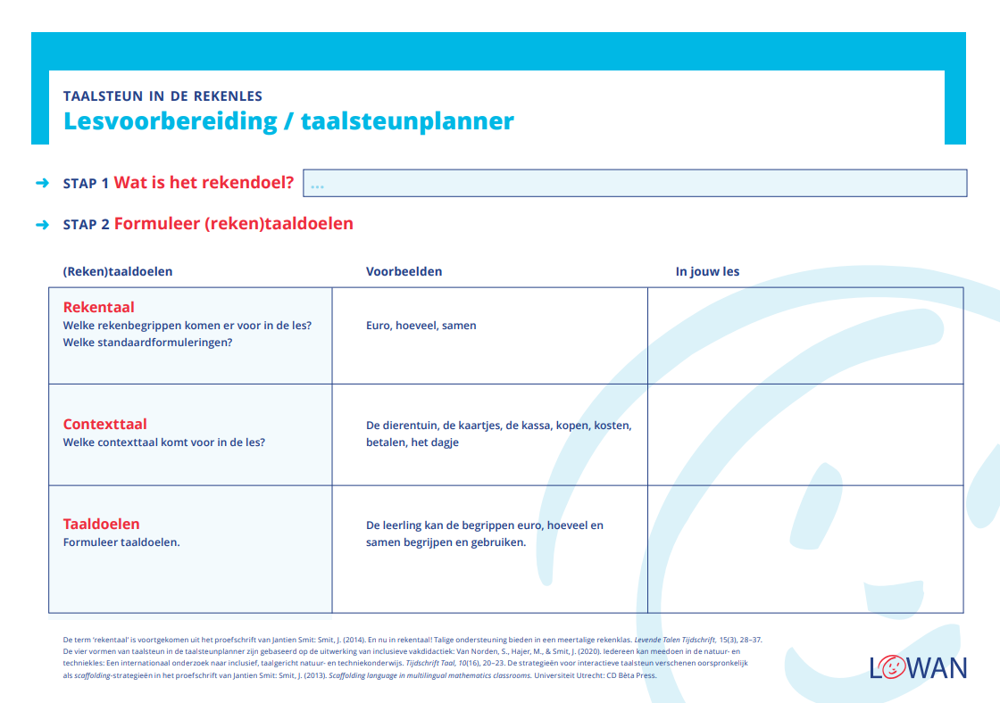 TAALSTEUN IN DE REKENLES
Lesvoorbereiding / taalsteunplanner
➜ STAP 1 Wat is het rekendoel? ...
➜ STAP 2 Formuleer (reken)taaldoelen
(Reken)taaldoelen Voorbeelden In jouw les
Rekentaal
Welke rekenbegrippen komen er voor in de les? Euro, hoeveel, samen
Welke standaardformuleringen?
Contexttaal
De dierentuin, de kaartjes, de kassa, kopen, kosten,
Welke contexttaal komt voor in de les? betalen, het dagje
Taaldoelen
De leerling kan de begrippen euro, hoeveel en
Formuleer taaldoelen. samen begrijpen en gebruiken.
De term ‘rekentaal’ is voortgekomen uit het proefschrift van Jantien Smit: Smit, J. (2014). En nu in rekentaal! Talige ondersteuning bieden in een meertalige rekenklas. Levende Talen Tijdschrift, 15(3), 28–37.
De vier vormen van taalsteun in de taalsteunplanner zijn gebaseerd op de uitwerking van inclusieve vakdidactiek: Van Norden, S., Hajer, M., & Smit, J. (2020). Iedereen kan meedoen in de natuur- en
techniekles: Een internationaal onderzoek naar inclusief, taalgericht natuur- en techniekonderwijs. Tijdschrift Taal, 10(16), 20–23. De strategieën voor interactieve taalsteun verschenen oorspronkelijk
als scaffolding-strategieën in het proefschrift van Jantien Smit: Smit, J. (2013). Scaffolding language in multilingual mathematics classrooms. Universiteit Utrecht: CD Bèta Press.
LOWAN